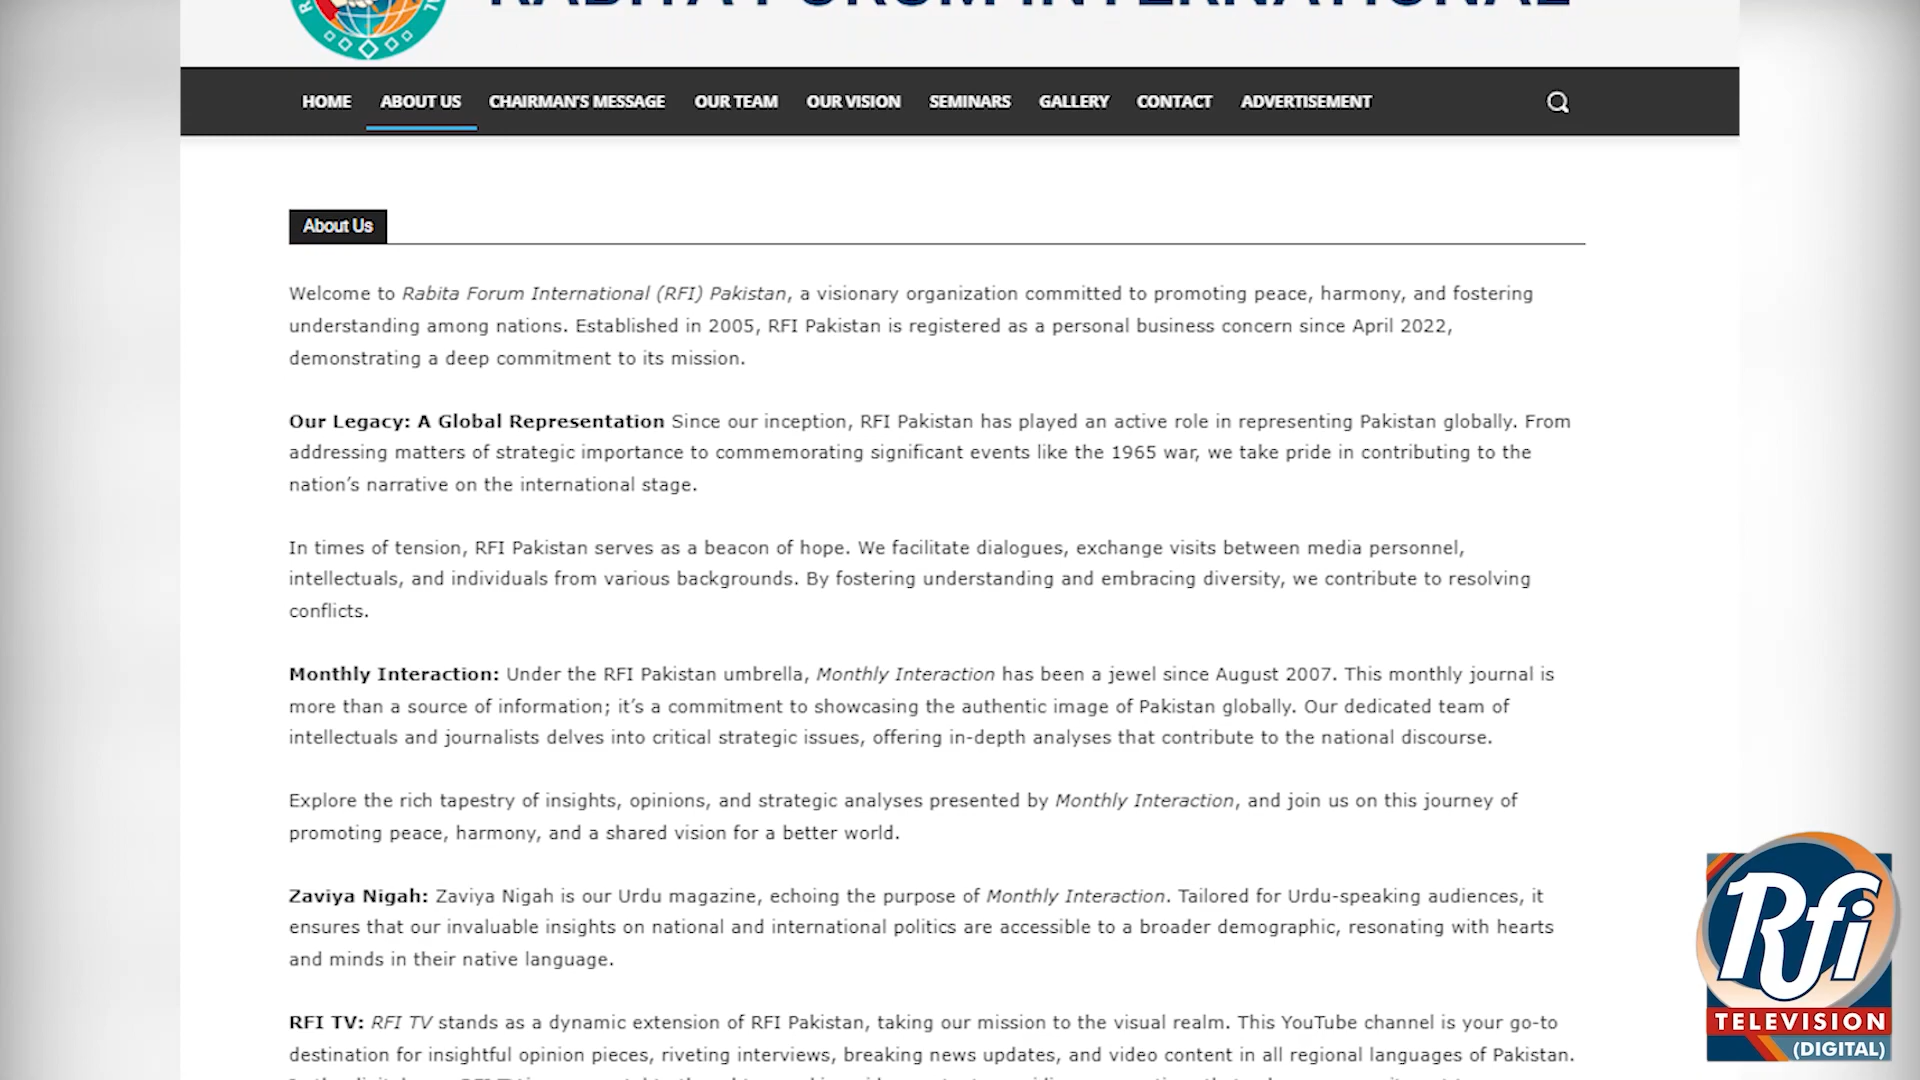 RABITA FORUM INTERNATIONAL
HOME ABOUT US CHAIRMAN'S MESSAGE OUR TEAM OUR VISION SEMINARS GALLERY CONTACT ADVERTISEMENT
About Us
Welcome to Rabita Forum International (RFI) Pakistan, a visionary organization committed to promoting peace, harmony, and fostering
understanding among nations. Established in 2005, RFI Pakistan is registered as a personal business concern since April 2022,
demonstrating a deep commitment to its mission.
Our Legacy: A Global Representation Since our inception, RFI Pakistan has played an active role in representing Pakistan globally. From
addressing matters of strategic importance to commemorating significant events like the 1965 war, we take pride in contributing to the
nation’s narrative on the international stage.
In times of tension, RFI Pakistan serves as a beacon of hope. We facilitate dialogues, exchange visits between media personnel,
intellectuals, and individuals from various backgrounds. By fostering understanding and embracing diversity, we contribute to resolving
conflicts.
Monthly Interaction: Under the RFI Pakistan umbrella, Monthly Interaction has been a jewel since August 2007. This monthly journal is
more than a source of information; it’s a commitment to showcasing the authentic image of Pakistan globally. Our dedicated team of
intellectuals and journalists delves into critical strategic issues, offering in-depth analyses that contribute to the national discourse.
Explore the rich tapestry of insights, opinions, and strategic analyses presented by Monthly Interaction, and join us on this journey of
promoting peace, harmony, and a shared vision for a better world.
Zaviya Nigah: Zaviya Nigah is our Urdu magazine, echoing the purpose of Monthly Interaction. Tailored for Urdu-speaking audiences, it
ensures that our invaluable insights on national and international politics are accessible to a broader demographic, resonating with hearts
and minds in their native language.
RFI TV: RFI TV stands as a dynamic extension of RFI Pakistan, taking our mission to the visual realm. This YouTube channel is your go-to
destination for insightful opinion pieces, riveting interviews, breaking news updates, and video content in all regional languages of Pakistan.
Rfi
TELEVISION
(DIGITAL)